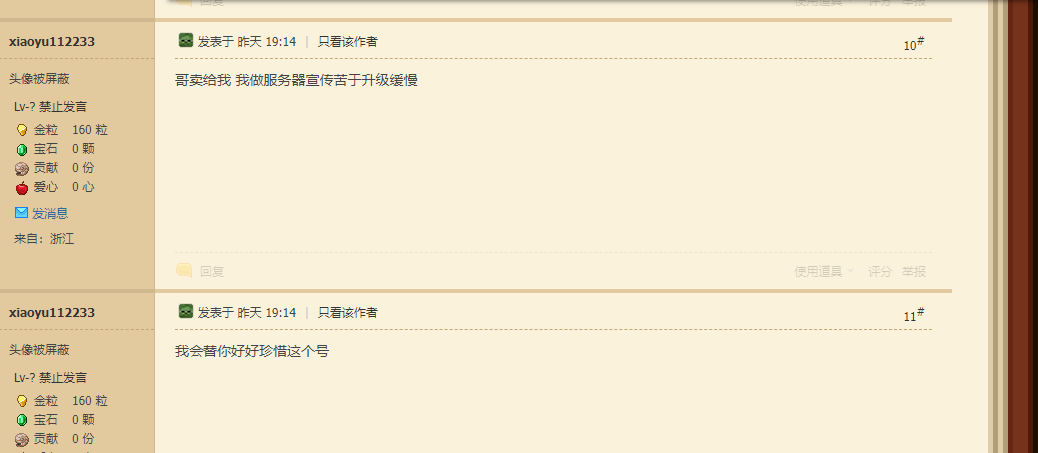 回复 使用道具 评分 举报
xiaoyu112233 发表于 昨天 19:14 | 只看该作者 10#
头像被屏蔽 哥卖给我 我做服务器宣传苦于升级缓慢
Lv-? 禁止发言
金粒 160 粒
宝石 0 颗
贡献 0 份
爱心 0 心
发消息
来自: 浙江
回复 使用道具 评分 举报
xiaoyu112233 发表于 昨天 19:14 | 只看该作者 11#
头像被屏蔽 我会替你好好珍惜这个号
Lv-? 禁止发言
金粒 160 粒
宝石 0 颗
贡献 0 份